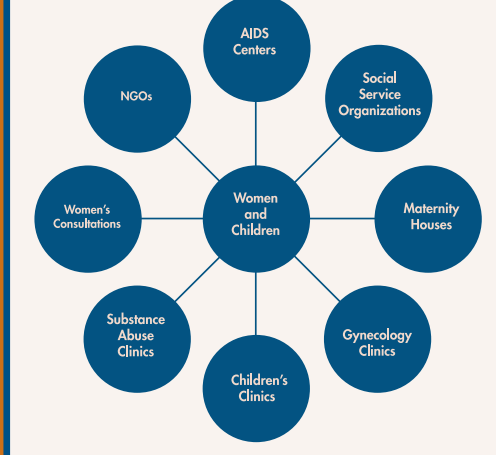 AIDS
Centers
Social
Service
Organizations
NGOs
Women
and
Children
Women's
Consultations
Maternity
Houses
Substance
Abuse
Clinics
Gynecology
Clinics
Children's
Clinics